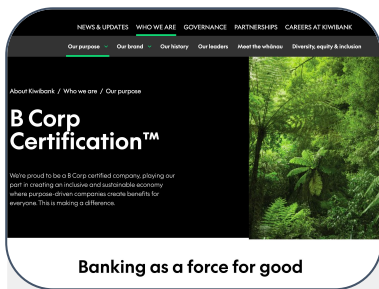 NEWS & UPDATES WHO WE ARE GOVERNANCE PARTNERSHIPS CAREERS AT KIWIBANK
Our purpose Our brand Our history Our leaders Meet the whānau Diversity, equity & inclusion
About Kiwibank / Who we are / Our purpose
B Corp
Certification™
We're proud to be a B Corp certified company, playing our
part in creating an inclusive and sustainable economy
where purpose-driven companies create benefits for
everyone. This is making a difference.
Banking as a force for good